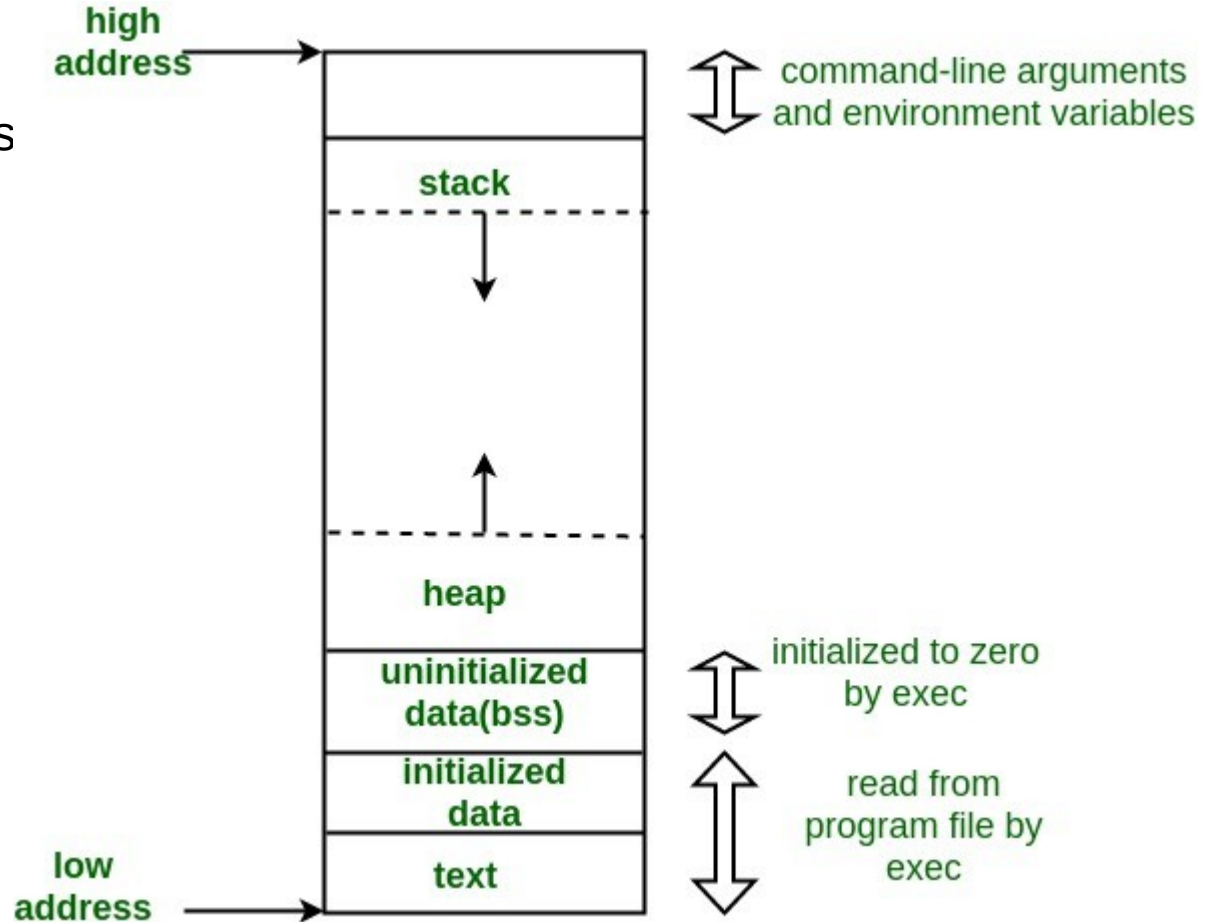 high
address
command-line arguments
and environment variables
s
stack
heap
uninitialized
data(bss)
initialized to zero
by exec
initialized
data
read from
program file by
exec
text
low
address